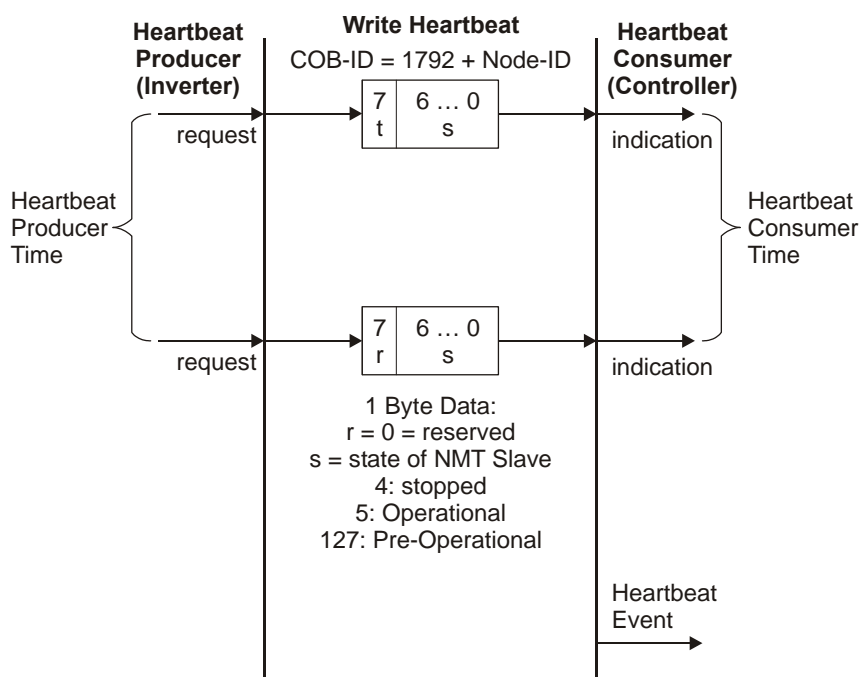 Heartbeat
Producer
(Inverter)
Write Heartbeat
COB-ID = 1792 + Node-ID
Heartbeat
Consumer
(Controller)
request
7 6 … 0
t s
indication
Heartbeat
Producer
Time
Heartbeat
Consumer
Time
request
7 6 … 0
r s
indication
1 Byte Data:
r = 0 = reserved
s = state of NMT Slave
4: stopped
5: Operational
127: Pre-Operational
Heartbeat
Event